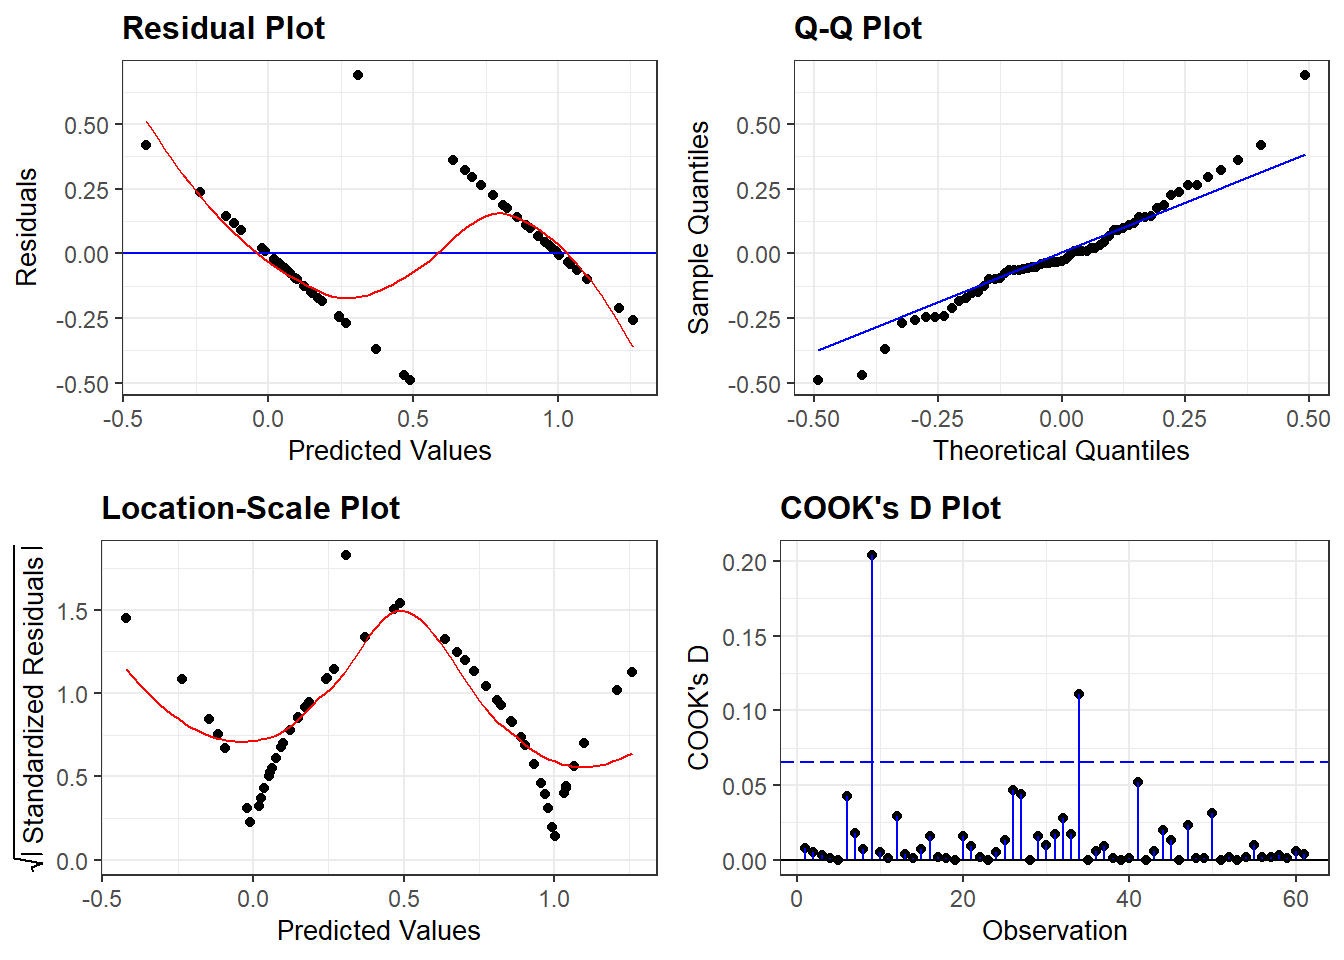 Residual Plot
Residuals
0.50
0.25
0.00
-0.25
-0.50
-0.5 0.0 0.5 1.0
Predicted Values
Q-Q Plot
Sample Quantiles
0.50
0.25
0.00
-0.25
-0.50
-0.50 -0.25 0.00 0.25 0.50
Theoretical Quantiles
Location-Scale Plot
√| Standardized Residuals |
1.5
1.0
0.5
0.0
-0.5 0.0 0.5 1.0
Predicted Values
COOK's D Plot
COOK's D
0.20
0.15
0.10
0.05
0.00
0 20 40 60
Observation